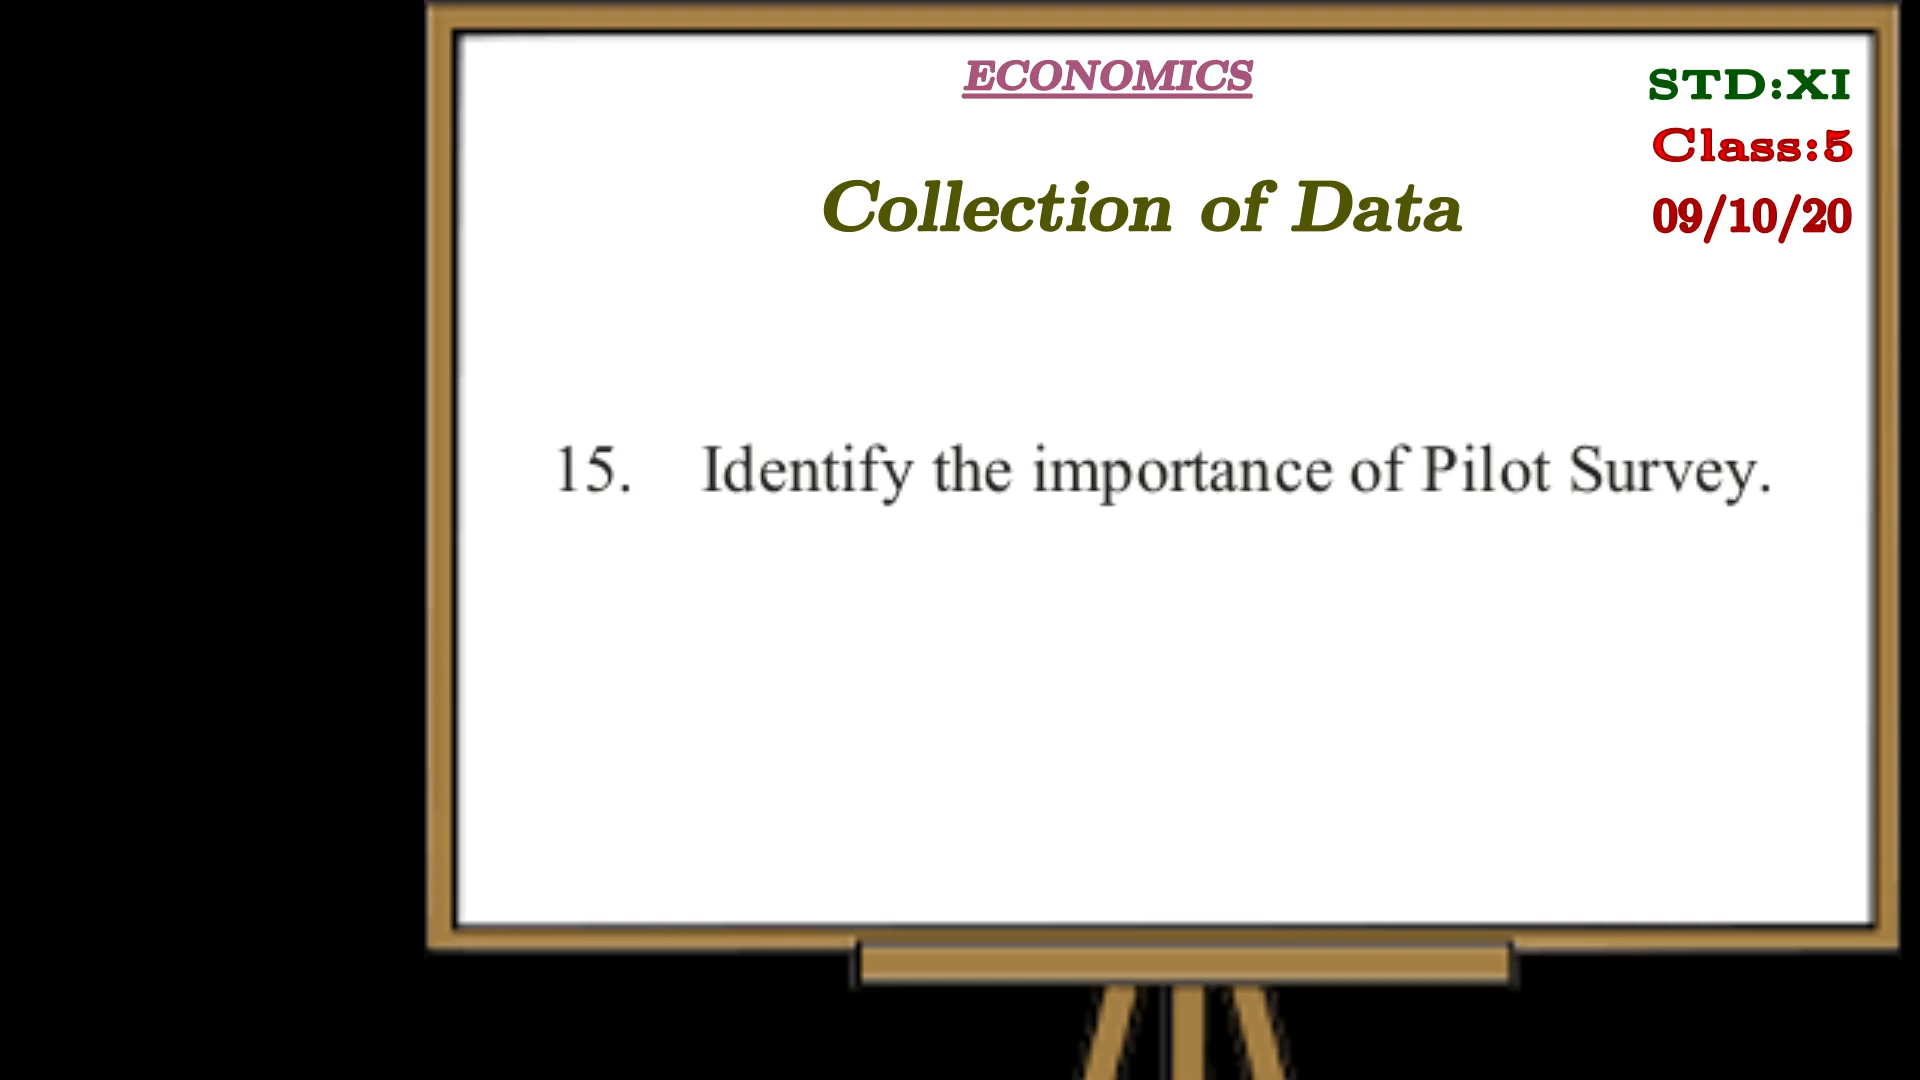 ECONOMICS
STD:XI
Class:5
Collection of Data
09/10/20
15. Identify the importance of Pilot Survey.